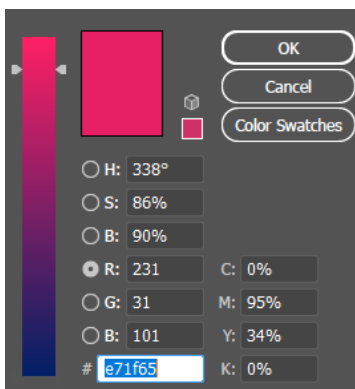 OK
Cancel
Color Swatches
H: 338°
S: 86%
B: 90%
R: 231 C: 0%
G: 31 M: 95%
B: 101 Y: 34%
# e71f65 K: 0%